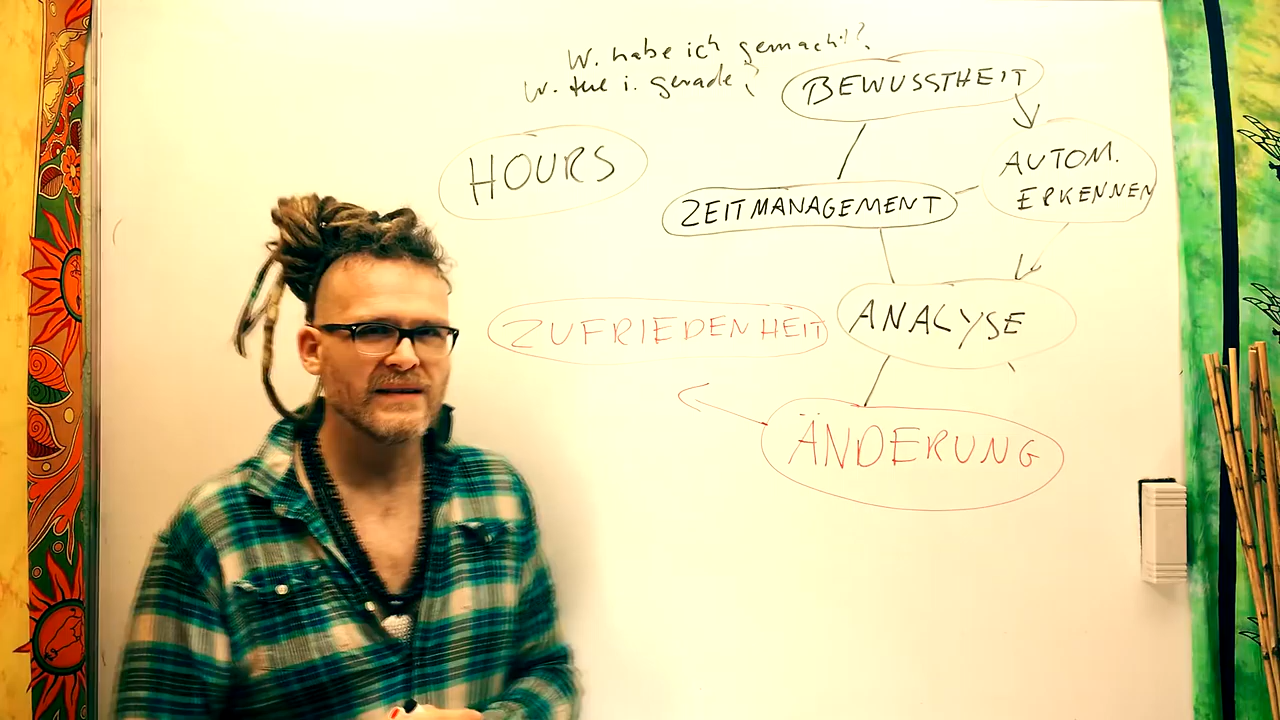 W. habe ich gemacht?
W. tue i. gerade?
BEWUSSTHEIT
HOURS
AUTOM.
ERKENNEN
ZEITMANAGEMENT
ZUFRIEDENHEIT
ANALYSE
ÄNDERUNG